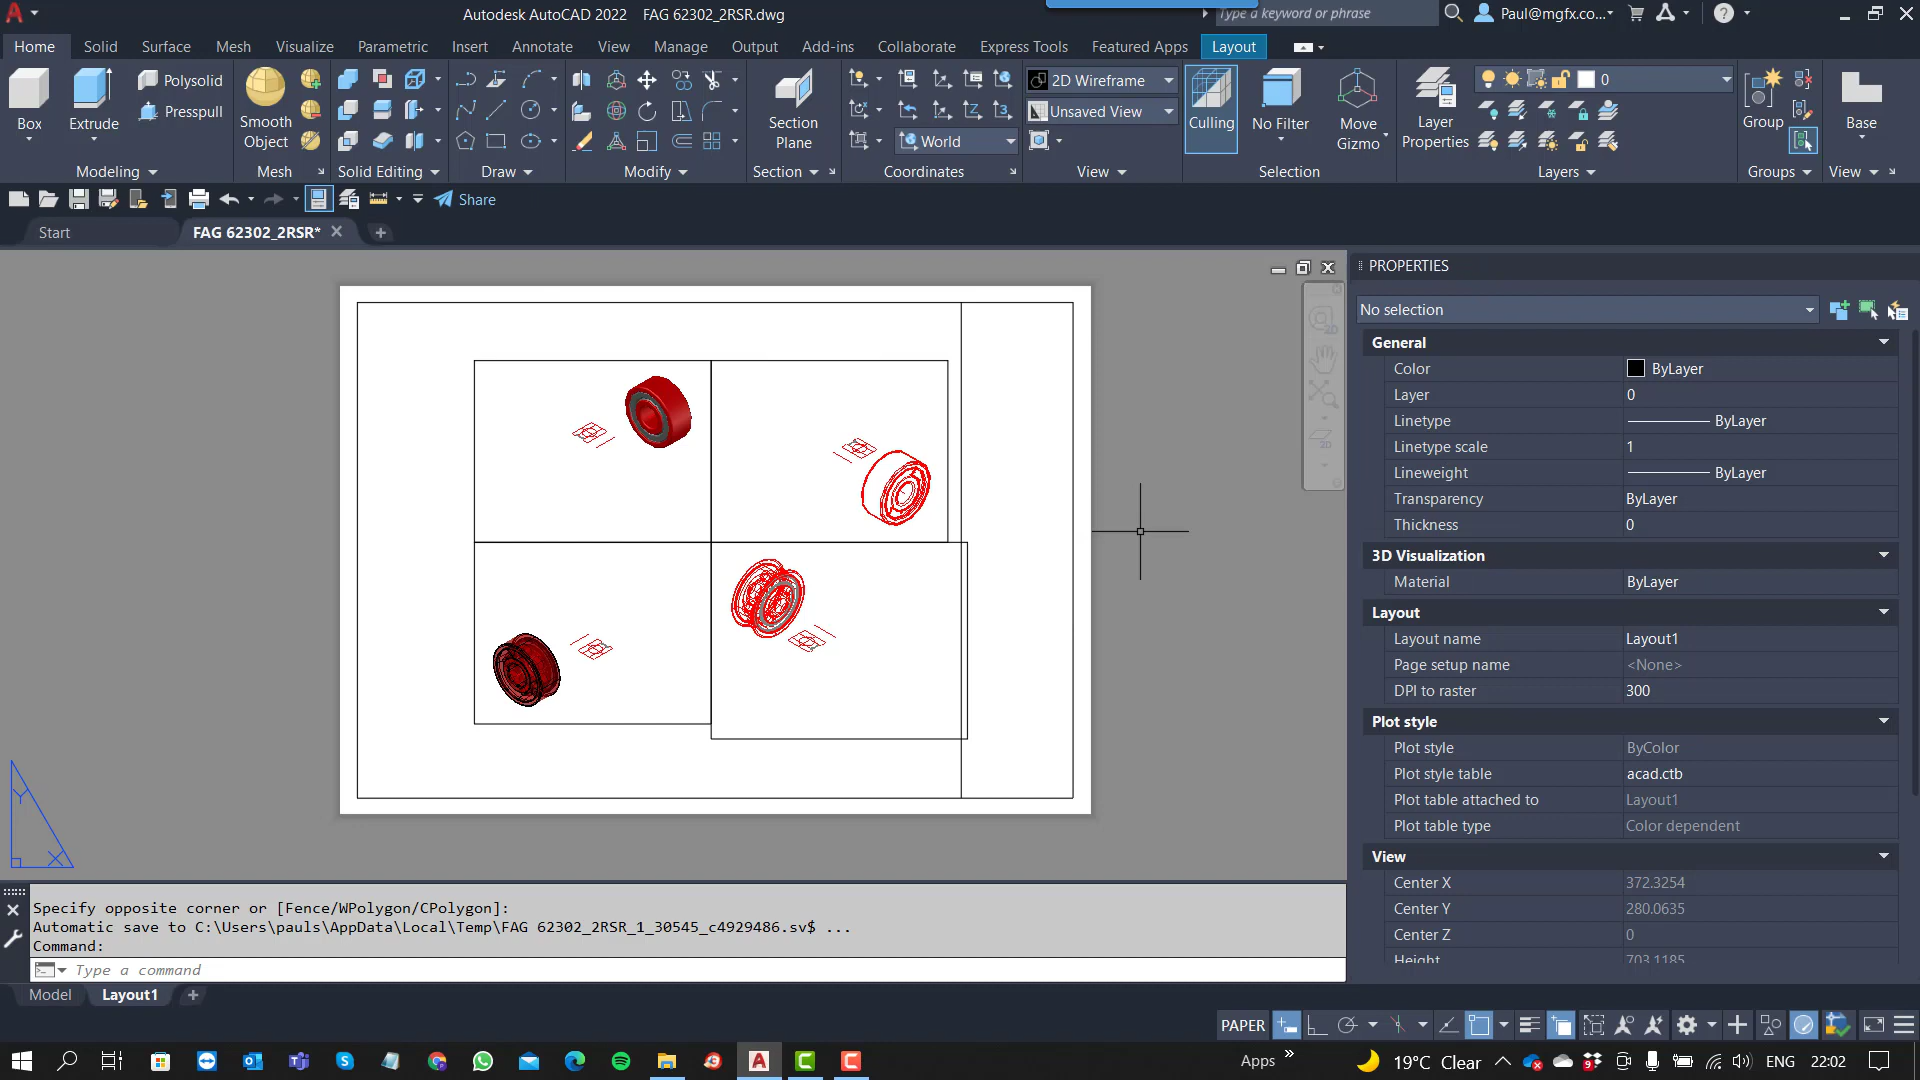 Autodesk AutoCAD 2022 FAG 62302_2RSR.dwg
Type a keyword or phrase
Paul@mgfx.co...
Home Solid Surface Mesh Visualize Parametric Insert Annotate View Manage Output Add-ins Collaborate Express Tools Featured Apps Layout
Box
Extrude
Polysolid
Presspull
Smooth Object
Section Plane
World
2D Wireframe
Unsaved View
Culling
No Filter
Move Gizmo
Layer Properties
0
Group
Base
Modeling Mesh Solid Editing Draw Modify Section Coordinates View Selection Layers Groups View
Share
Start FAG 62302_2RSR*
PROPERTIES
No selection
General
Color ByLayer
Layer 0
Linetype ByLayer
Linetype scale 1
Lineweight ByLayer
Transparency ByLayer
Thickness 0
3D Visualization
Material ByLayer
Layout
Layout name Layout1
Page setup name <None>
DPI to raster 300
Plot style
Plot style ByColor
Plot style table acad.ctb
Plot table attached to Layout1
Plot table type Color dependent
View
Center X 372.3254
Center Y 280.0635
Center Z 0
Height 703.1185
Y
X
Specify opposite corner or [Fence/WPolygon/CPolygon]:
Automatic save to C:\Users\pauls\AppData\Local\Temp\FAG 62302_2RSR_1_30545_c4929486.sv$ ...
Command:
Type a command
Model Layout1
PAPER
Apps
19°C Clear
ENG 22:02